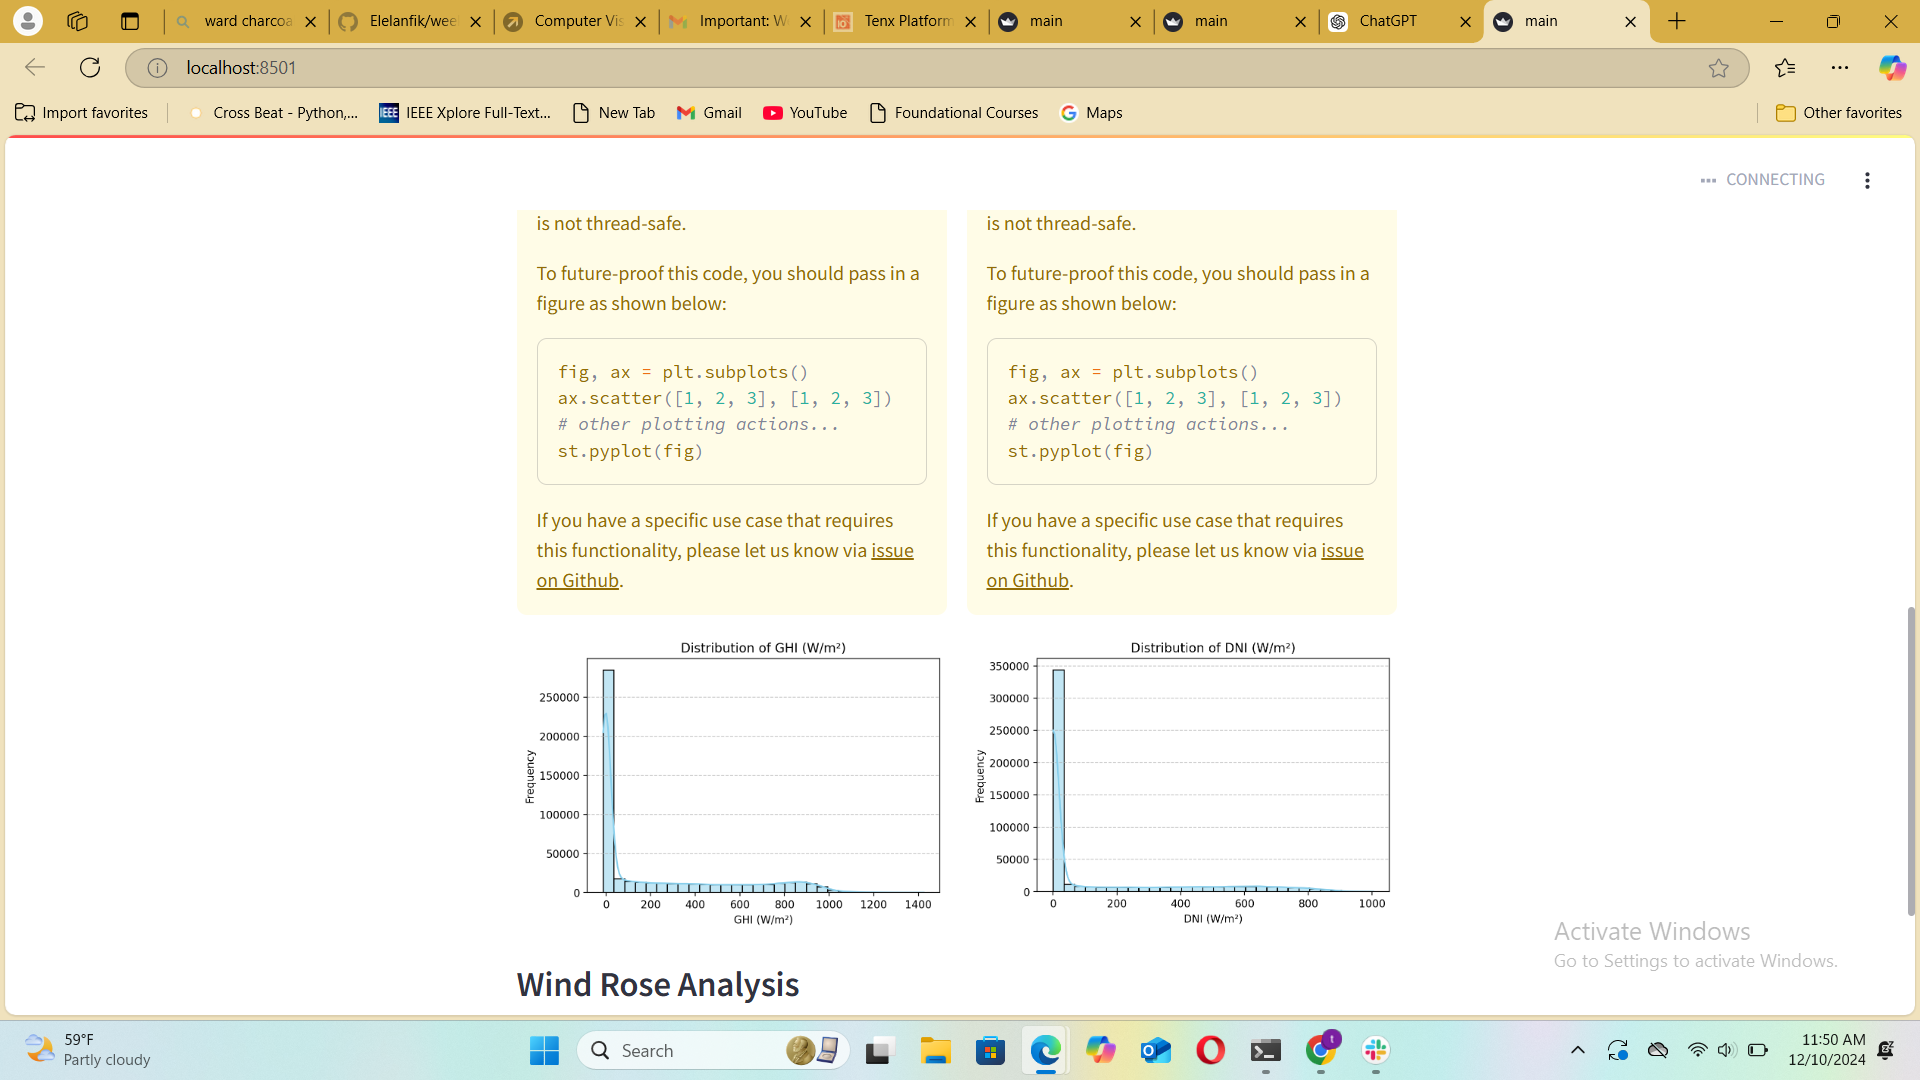 ward charcoa
Elelanfik/wee
Computer Vis
Important: W
Tenx Platform
main
main
ChatGPT
main
localhost:8501
Import favorites
Cross Beat - Python,...
IEEE Xplore Full-Text...
New Tab
Gmail
YouTube
Foundational Courses
Maps
Other favorites
CONNECTING
is not thread-safe.
To future-proof this code, you should pass in a
figure as shown below:
fig, ax = plt.subplots()
ax.scatter([1, 2, 3], [1, 2, 3])
# other plotting actions...
st.pyplot(fig)
If you have a specific use case that requires
this functionality, please let us know via issue
on Github.
is not thread-safe.
To future-proof this code, you should pass in a
figure as shown below:
fig, ax = plt.subplots()
ax.scatter([1, 2, 3], [1, 2, 3])
# other plotting actions...
st.pyplot(fig)
If you have a specific use case that requires
this functionality, please let us know via issue
on Github.
Distribution of GHI (W/m²)
Frequency
250000
200000
150000
100000
50000
0
0 200 400 600 800 1000 1200 1400
GHI (W/m²)
Distribution of DNI (W/m²)
Frequency
350000
300000
250000
200000
150000
100000
50000
0
0 200 400 600 800 1000
DNI (W/m²)
Activate Windows
Go to Settings to activate Windows.
Wind Rose Analysis
59°F
Partly cloudy
Search
11:50 AM
12/10/2024